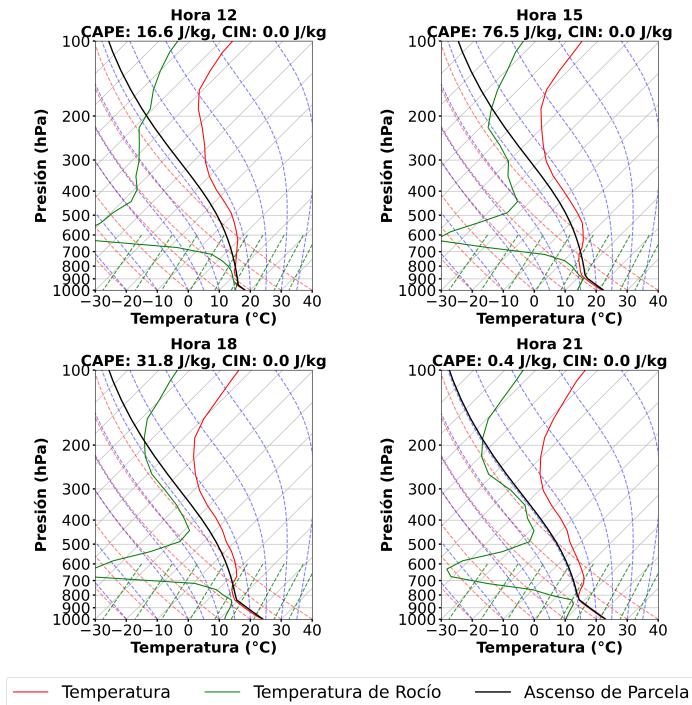 Hora 12
CAPE: 16.6 J/kg, CIN: 0.0 J/kg
Presión (hPa)
100
200
300
400
500
600
700
800
900
1000
−30 −20 −10 0 10 20 30 40
Temperatura (°C)
Hora 15
CAPE: 76.5 J/kg, CIN: 0.0 J/kg
Presión (hPa)
100
200
300
400
500
600
700
800
900
1000
−30 −20 −10 0 10 20 30 40
Temperatura (°C)
Hora 18
CAPE: 31.8 J/kg, CIN: 0.0 J/kg
Presión (hPa)
100
200
300
400
500
600
700
800
900
1000
−30 −20 −10 0 10 20 30 40
Temperatura (°C)
Hora 21
CAPE: 0.4 J/kg, CIN: 0.0 J/kg
Presión (hPa)
100
200
300
400
500
600
700
800
900
1000
−30 −20 −10 0 10 20 30 40
Temperatura (°C)
Temperatura Temperatura de Rocío Ascenso de Parcela